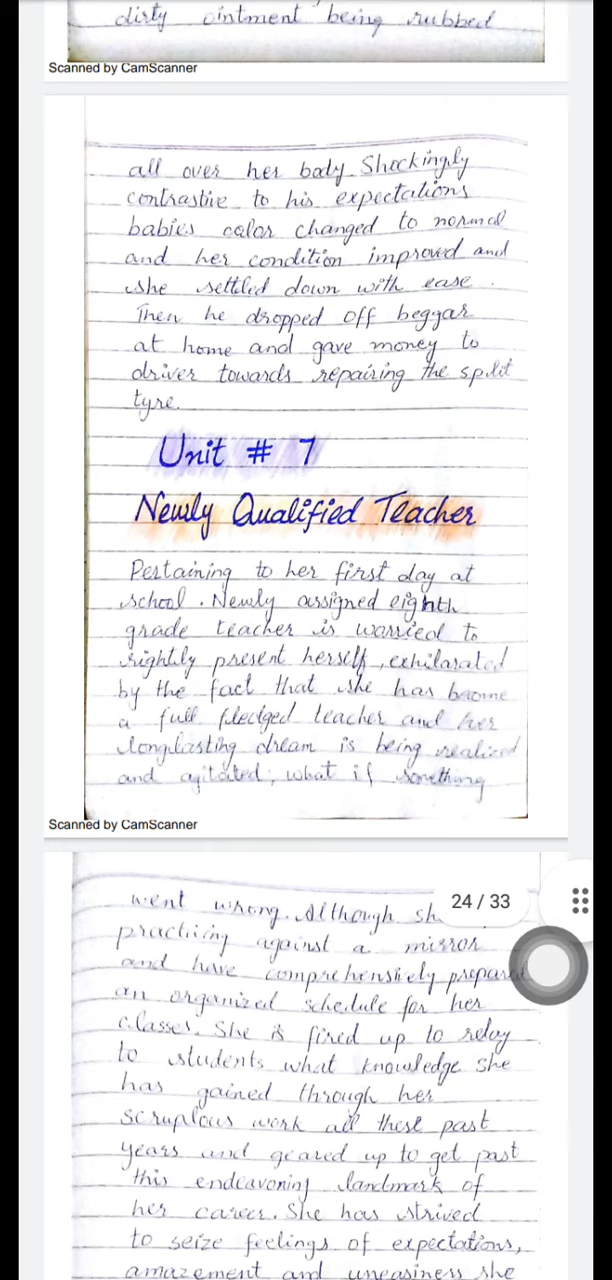 dirty ointment being rubbed
Scanned by CamScanner
all over her body. Shockingly
contrastive to his expectations
babies color changed to normal
and her condition improved and
she settled down with ease.
Then he dropped off beggar
at home and gave money to
driver towards repairing the split
tyre.
Unit # 7
Newly Qualified Teacher
Pertaining to her first day at
school. Newly assigned eighth
grade teacher is worried to
rightly present herself, exhilarated
by the fact that she has become
a full fledged teacher and her
longlasting dream is being realized
and agitated; what if something
Scanned by CamScanner
went wrong. Although sh
24 / 33
practicing against a mirror
and have comprehensively prepared
an organized schedule for her
classes. She is fired up to relay
to students what knowledge she
has gained through her
scruplous work all these past
years and geared up to get past
this endeavoning landmark of
her career. She has strived
to seize feelings of expectations,
amazement and uneasiness she